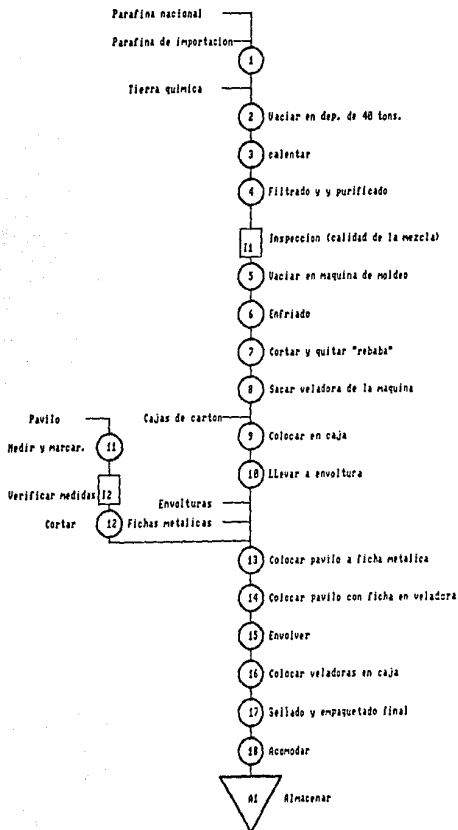 Parafina nacional
Parafina de importacion
1
Tierra quimica
2 Vaciar en dep. de 40 tons.
3 calentar
4 Filtrado y y purificado
I1 Inspeccion (calidad de la mezcla)
5 Vaciar en maquina de moldeo
6 Enfriado
7 Cortar y quitar "rebaba"
8 Sacar veladora de la maquina
Cajas de carton
9 Colocar en caja
10 LLevar a envoltura
Pavilo
Medir y marcar. 11
Verificar medidas I2
Cortar 12
Envolturas
Fichas metalicas
13 Colocar pavilo a ficha metalica
14 Colocar pavilo con ficha en veladora
15 Envolver
16 Colocar veladoras en caja
17 Sellado y empaquetado final
18 Acomodar
A1 Almacenar